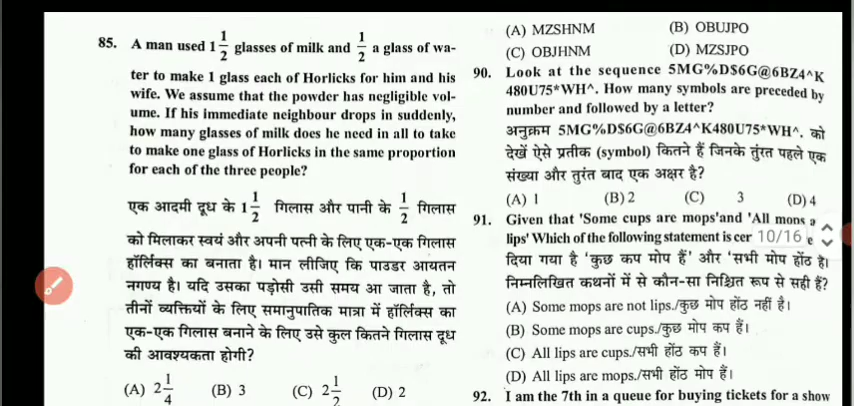 85. A man used 1 1/2 glasses of milk and 1/2 a glass of wa-
ter to make 1 glass each of Horlicks for him and his
wife. We assume that the powder has negligible vol-
ume. If his immediate neighbour drops in suddenly,
how many glasses of milk does he need in all to take
to make one glass of Horlicks in the same proportion
for each of the three people?
एक आदमी दूध के 1 1/2 गिलास और पानी के 1/2 गिलास
को मिलाकर स्वयं और अपनी पत्नी के लिए एक-एक गिलास
हॉर्लिक्स का बनाता है। मान लीजिए कि पाउडर आयतन
नगण्य है। यदि उसका पड़ोसी उसी समय आ जाता है, तो
तीनों व्यक्तियों के लिए समानुपातिक मात्रा में हॉर्लिक्स का
एक-एक गिलास बनाने के लिए उसे कुल कितने गिलास दूध
की आवश्यकता होगी?
(A) 2 1/4 (B) 3 (C) 2 1/2 (D) 2
(A) MZSHNM (B) OBUJPO
(C) OBJHNM (D) MZSJPO
90. Look at the sequence 5MG%D$6G@6BZ4^K
480U75*WH^. How many symbols are preceded by
number and followed by a letter?
अनुक्रम 5MG%D$6G@6BZ4^K480U75*WH^. को
देखें ऐसे प्रतीक (symbol) कितने हैं जिनके तुंरत पहले एक
संख्या और तुरंत बाद एक अक्षर है?
(A) 1 (B) 2 (C) 3 (D) 4
91. Given that 'Some cups are mops'and 'All mops a
lips' Which of the following statement is cer
10/16
दिया गया है 'कुछ कप मोप हैं' और 'सभी मोप होंठ है।
निम्नलिखित कथनों में से कौन-सा निश्चित रूप से सही हैं?
(A) Some mops are not lips./कुछ मोप होंठ नहीं है।
(B) Some mops are cups./कुछ मोप कप हैं।
(C) All lips are cups./सभी होंठ कप हैं।
(D) All lips are mops./सभी होंठ मोप हैं।
92. I am the 7th in a queue for buying tickets for a show